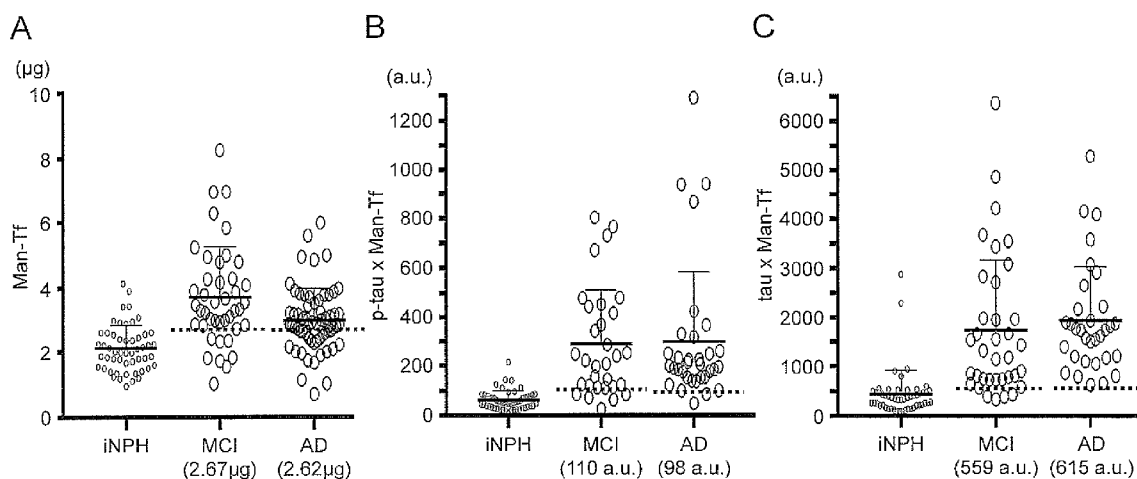 A
(µg)
10
8
6
4
2
0
Man-Tf
iNPH
MCI
(2.67µg)
AD
(2.62µg)
B
(a.u.)
1200
1000
800
600
400
200
0
p-tau x Man-Tf
iNPH
MCI
(110 a.u.)
AD
(98 a.u.)
C
(a.u.)
6000
5000
4000
3000
2000
1000
0
tau x Man-Tf
iNPH
MCI
(559 a.u.)
AD
(615 a.u.)